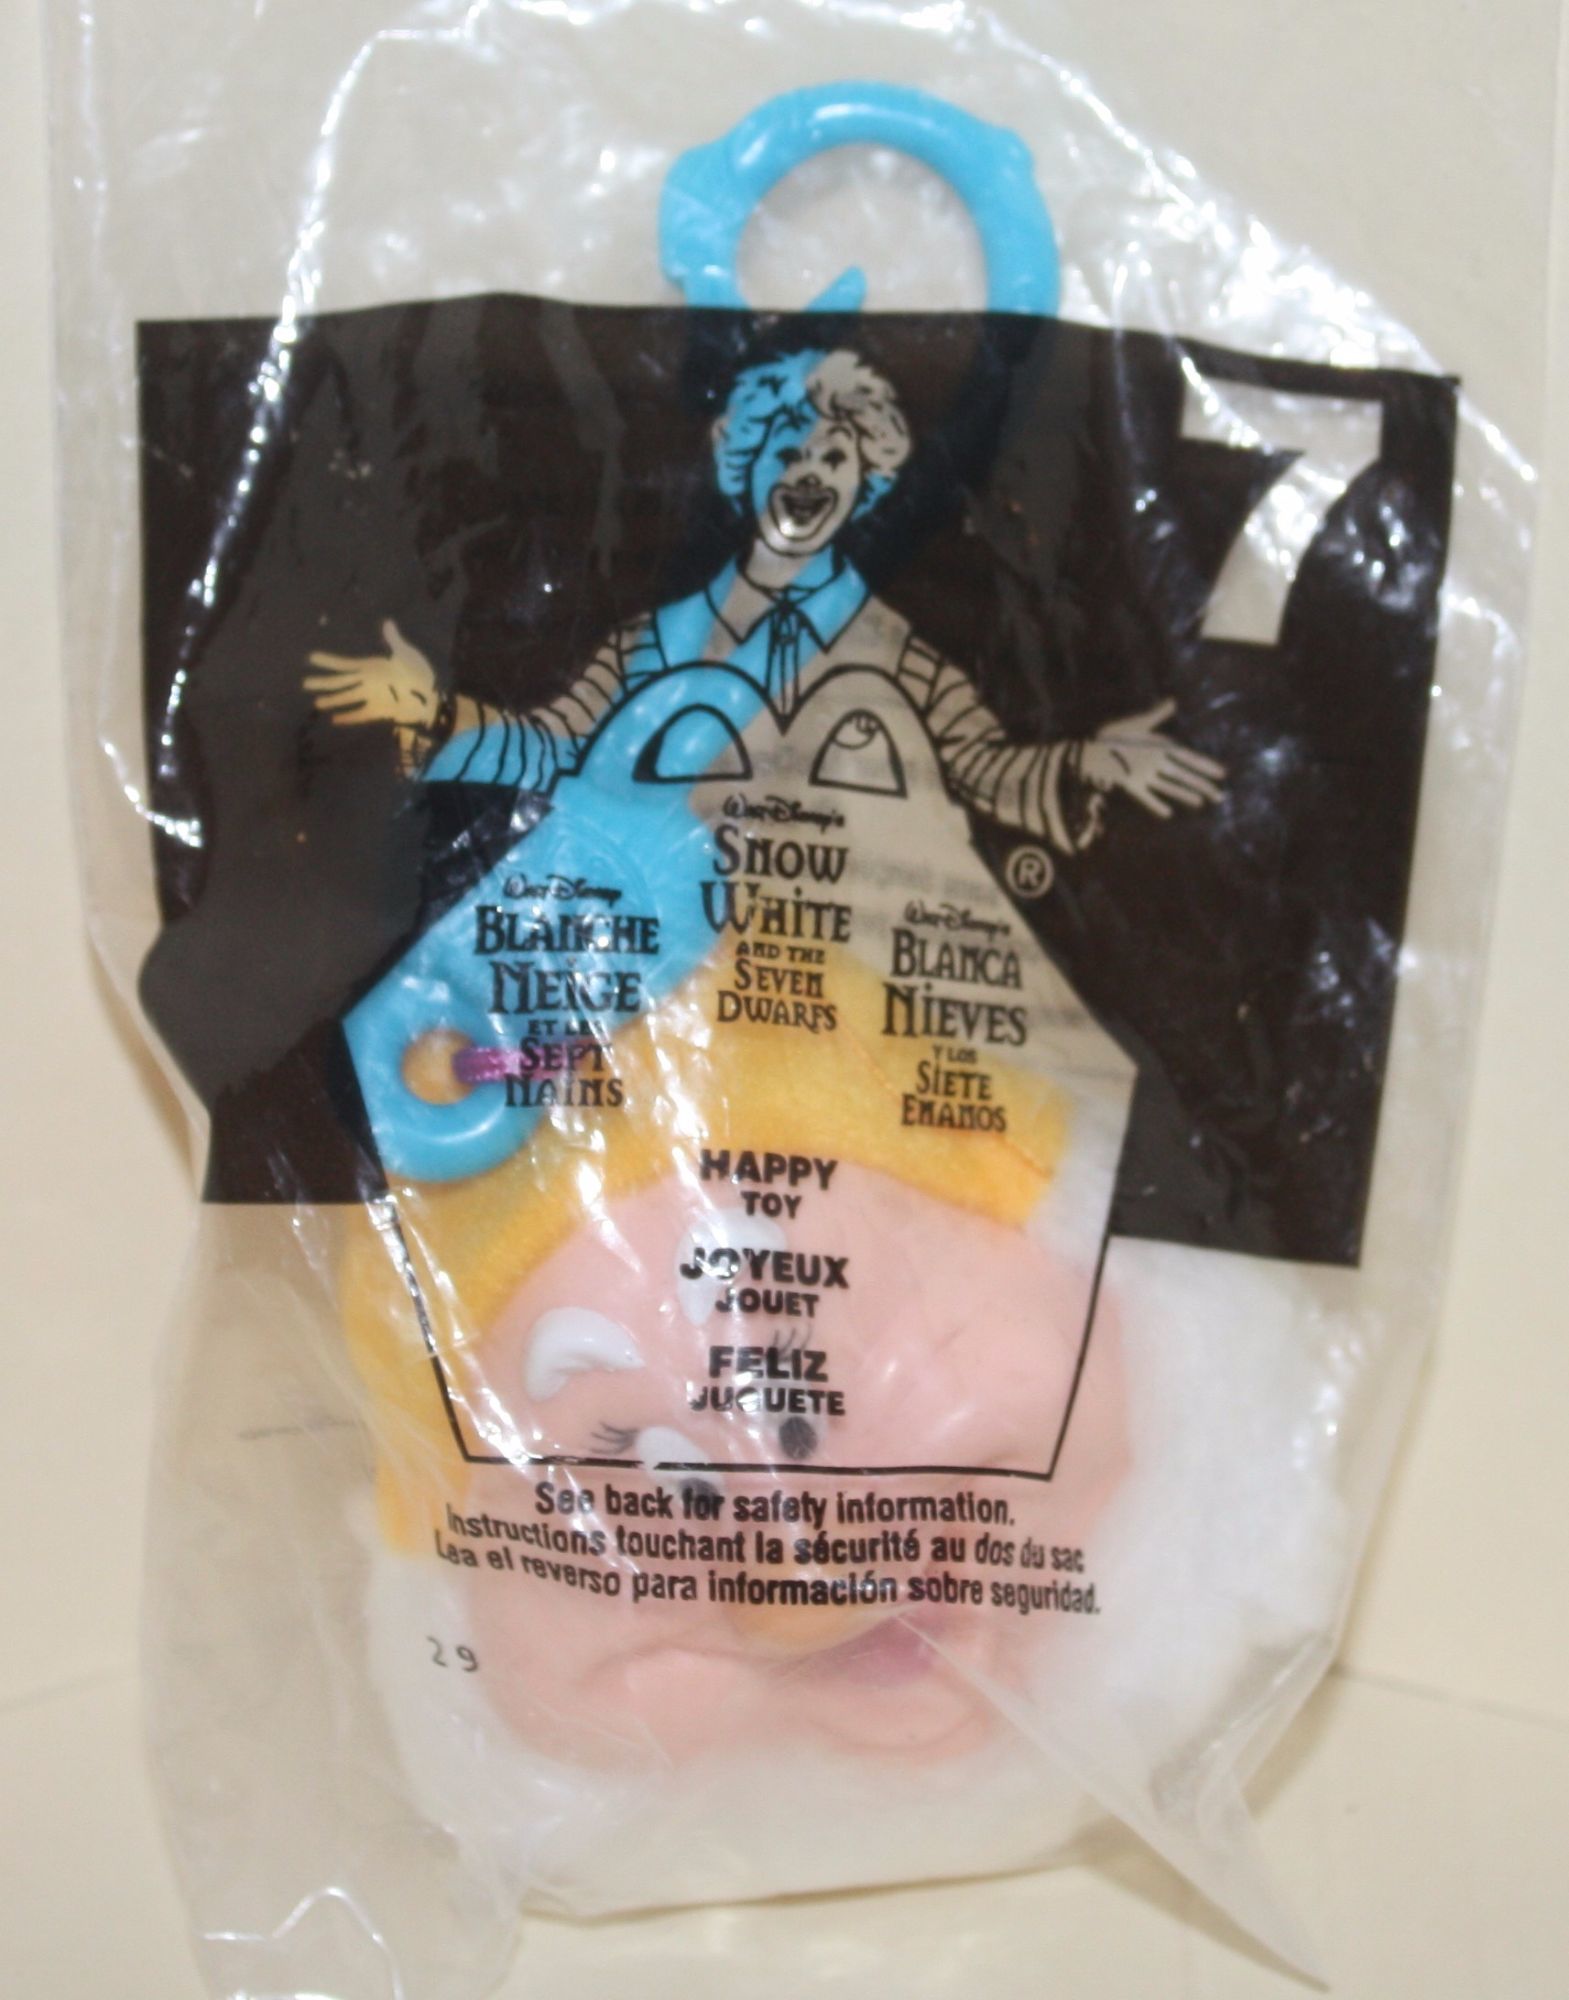 7
®
Walt Disney's
SNOW
WHITE
AND THE
SEVEN
DWARFS
Walt Disney
BLANCHE
NEIGE
ET LES
SEPT
NAINS
Walt Disney's
BLANCA
NIEVES
Y LOS
SIETE
ENANOS
HAPPY
TOY
JOYEUX
JOUET
FELIZ
JUGUETE
See back for safety information.
Instructions touchant la sécurité au dos du sac
Lea el reverso para información sobre seguridad.
29